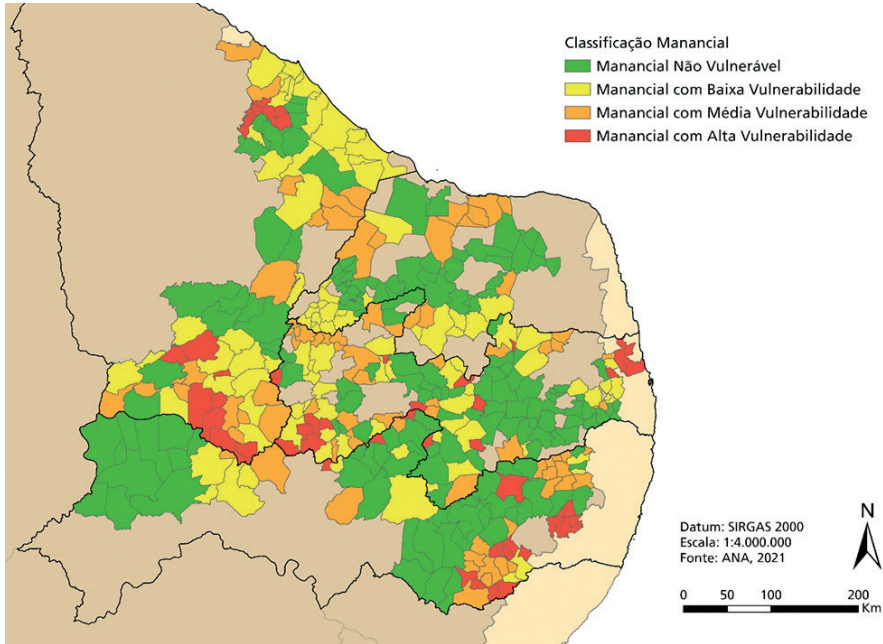 Classificação Manancial
Manancial Não Vulnerável
Manancial com Baixa Vulnerabilidade
Manancial com Média Vulnerabilidade
Manancial com Alta Vulnerabilidade
Datum: SIRGAS 2000
Escala: 1:4.000.000
Fonte: ANA, 2021
N
0 50 100 200
Km